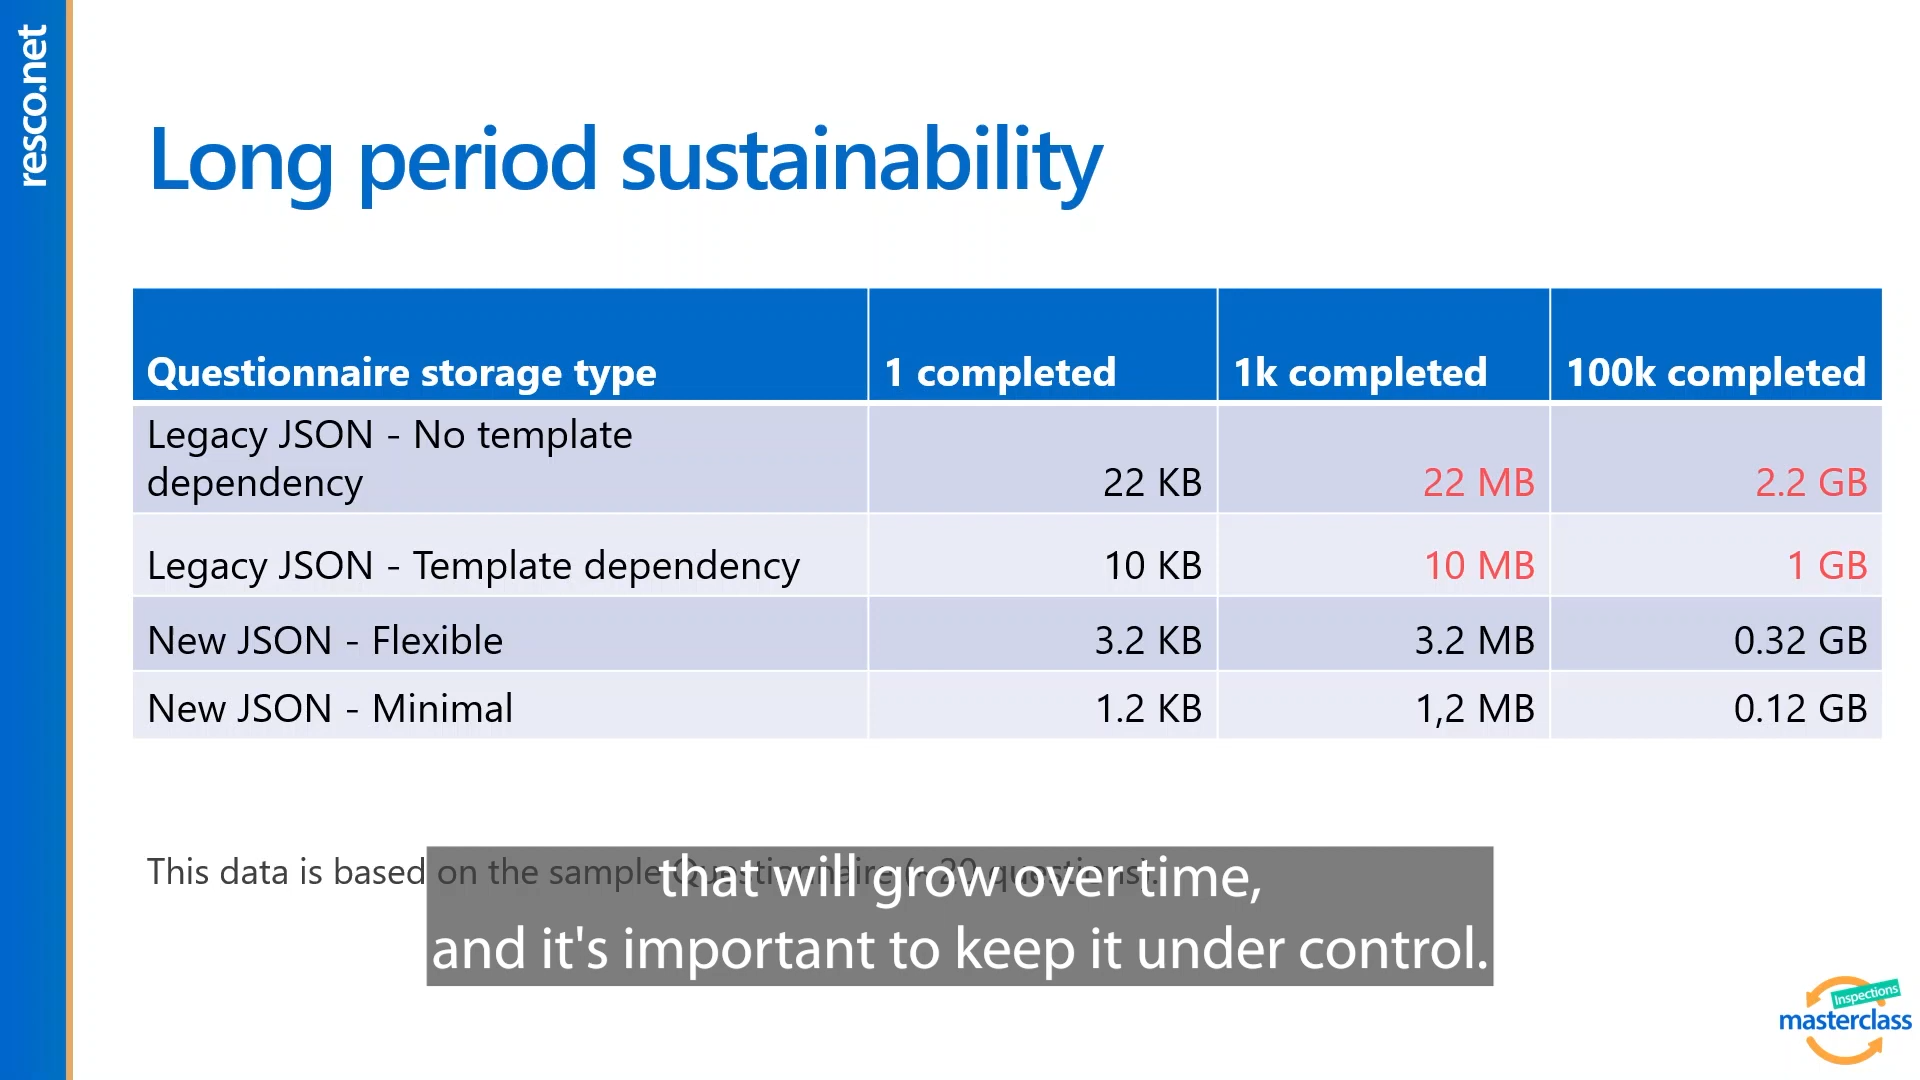 resco.net
Long period sustainability
Questionnaire storage type 1 completed 1k completed 100k completed
Legacy JSON - No template
dependency 22 KB 22 MB 2.2 GB
Legacy JSON - Template dependency 10 KB 10 MB 1 GB
New JSON - Flexible 3.2 KB 3.2 MB 0.32 GB
New JSON - Minimal 1.2 KB 1,2 MB 0.12 GB
This data is based on the sample Questionnaire (~ 20 questions).
that will grow over time,
and it's important to keep it under control.
Inspections
masterclass